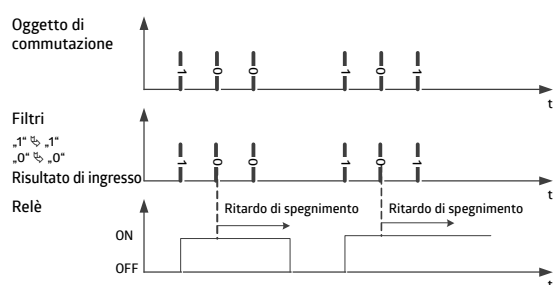 Oggetto di
commutazione
1 0 0 1 0 1
t
Filtri
„1“ ⇨ „1“
„0“ ⇨ „0“
Risultato di ingresso
1 0 0 1 0 1
t
Relè
Ritardo di spegnimento
Ritardo di spegnimento
ON
OFF
t